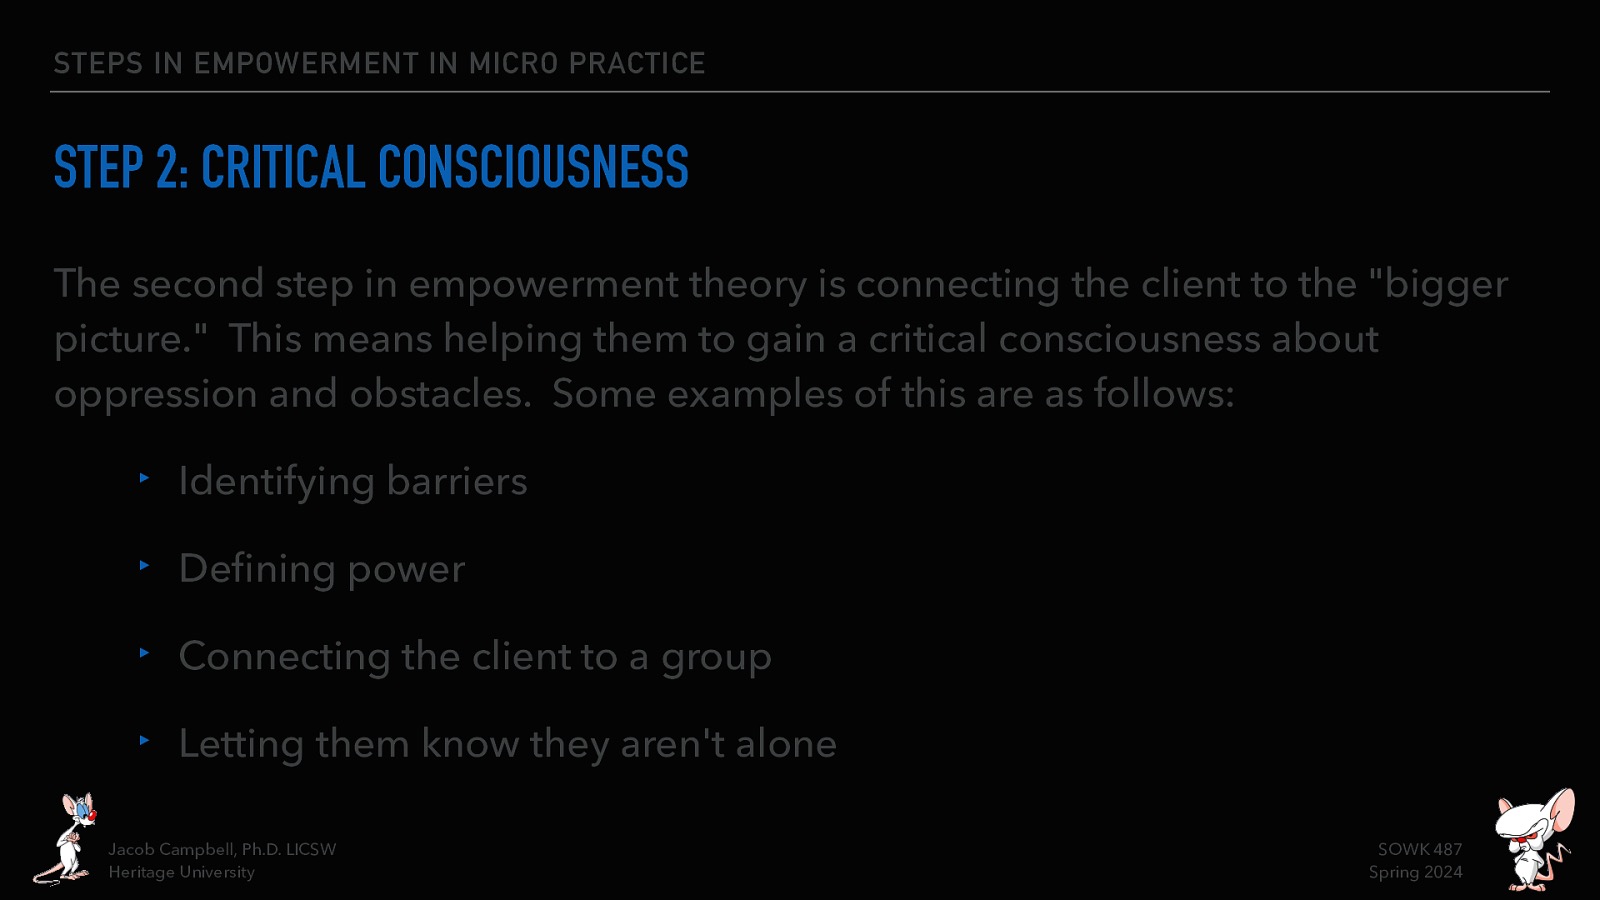 STEPS IN EMPOWERMENT IN MICRO PRACTICE
STEP 2: CRITICAL CONSCIOUSNESS
The second step in empowerment theory is connecting the client to the "bigger
picture."  This means helping them to gain a critical consciousness about
oppression and obstacles.  Some examples of this are as follows:
‣ Identifying barriers
‣ Defining power
‣ Connecting the client to a group
‣ Letting them know they aren't alone
Jacob Campbell, Ph.D. LICSW
Heritage University
SOWK 487
Spring 2024